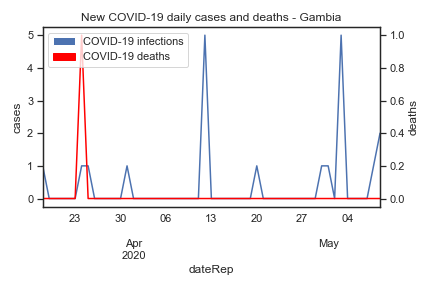 New COVID-19 daily cases and deaths - Gambia
COVID-19 infections
COVID-19 deaths
5
4
3
2
1
0
cases
1.0
0.8
0.6
0.4
0.2
0.0
deaths
23 30 06 13 20 27 04
Apr May
2020
dateRep